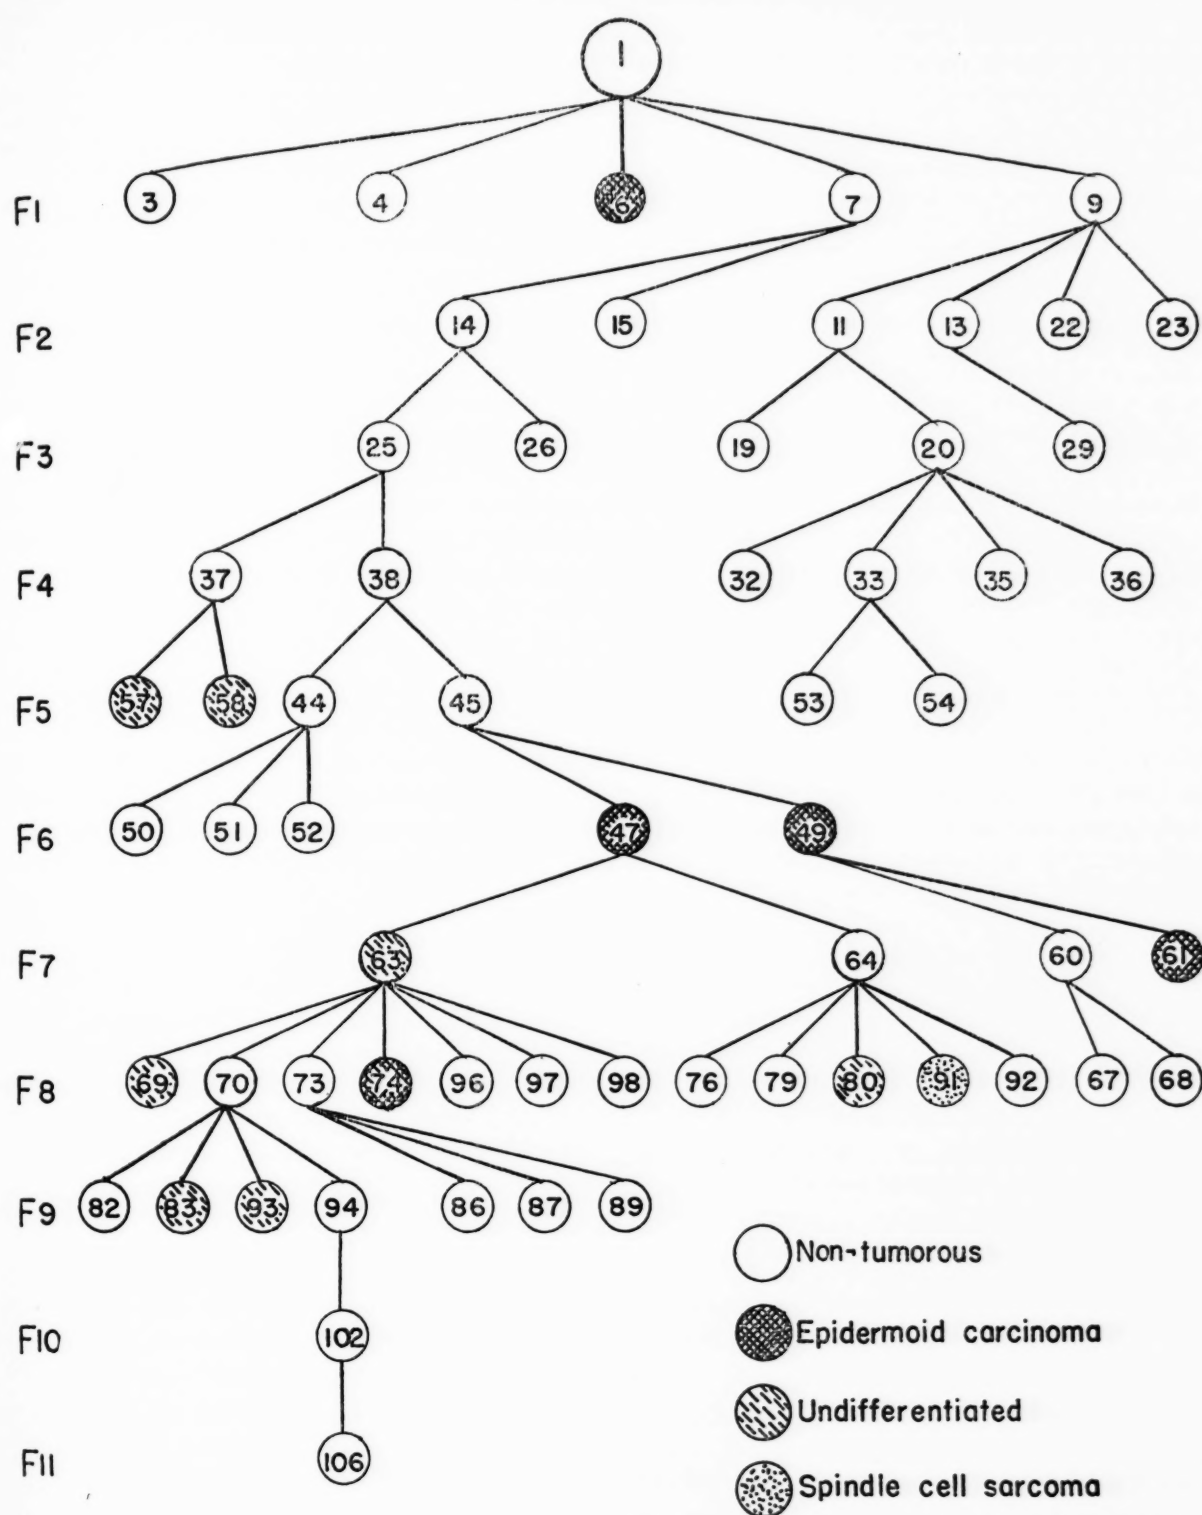 1
F1 3 4 6 7 9
F2 14 15 11 13 22 23
F3 25 26 19 20 29
F4 37 38 32 33 35 36
F5 57 58 44 45 53 54
F6 50 51 52 47 49
F7 63 64 60 61
F8 69 70 73 74 96 97 98 76 79 80 91 92 67 68
F9 82 83 93 94 86 87 89
Non-tumorous
F10 102
Epidermoid carcinoma
Undifferentiated
F11 106
Spindle cell sarcoma